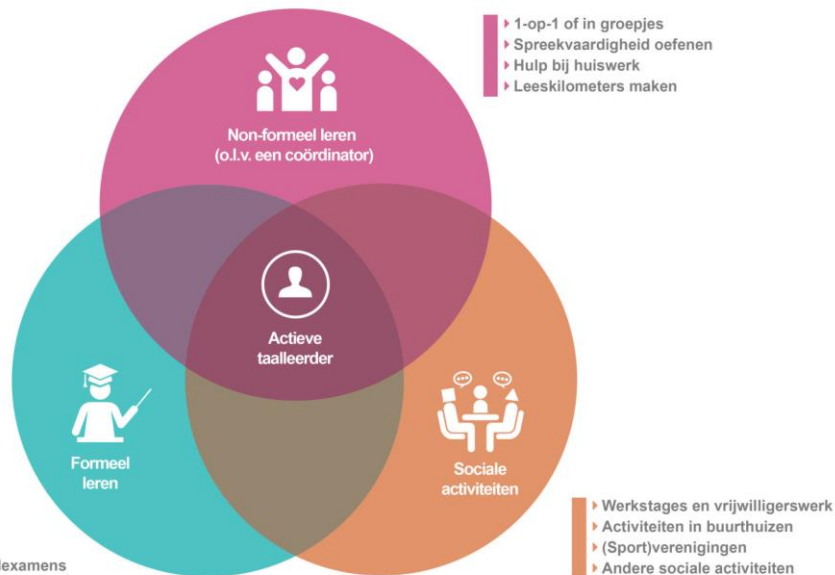 1-op-1 of in groepjes
Spreekvaardigheid oefenen
Hulp bij huiswerk
Leeskilometers maken
Non-formeel leren
(o.l.v. een coördinator)
Actieve
taalleerder
Formeel
leren
Sociale
activiteiten
Werkstages en vrijwilligerswerk
Activiteiten in buurthuizen
(Sport)verenigingen
Andere sociale activiteiten